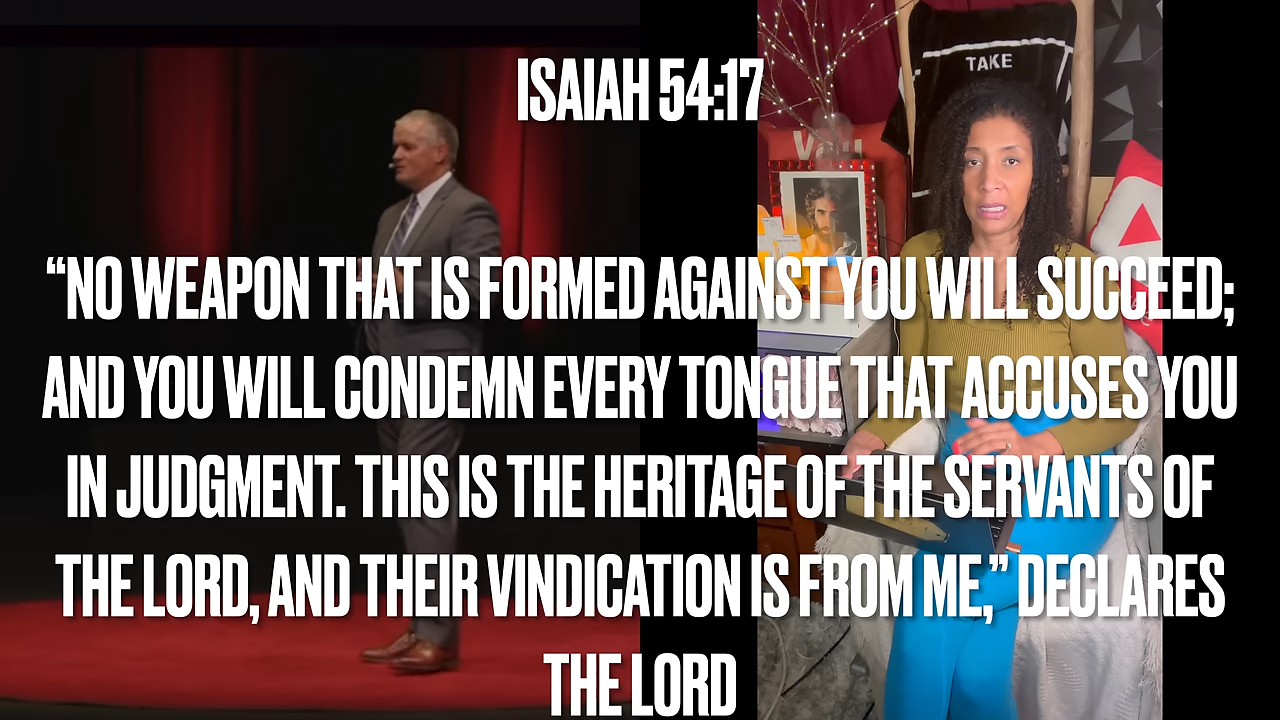 ISAIAH 54:17
TAKE
You
“NO WEAPON THAT IS FORMED AGAINST YOU WILL SUCCEED;
AND YOU WILL CONDEMN EVERY TONGUE THAT ACCUSES YOU
IN JUDGMENT. THIS IS THE HERITAGE OF THE SERVANTS OF
THE LORD, AND THEIR VINDICATION IS FROM ME,” DECLARES
THE LORD